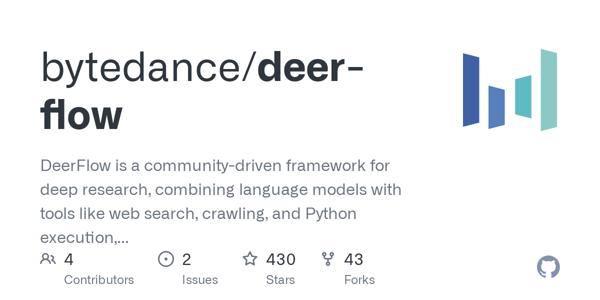 bytedance/deer-
flow
DeerFlow is a community-driven framework for
deep research, combining language models with
tools like web search, crawling, and Python
execution,...
4 2 430 43
Contributors Issues Stars Forks